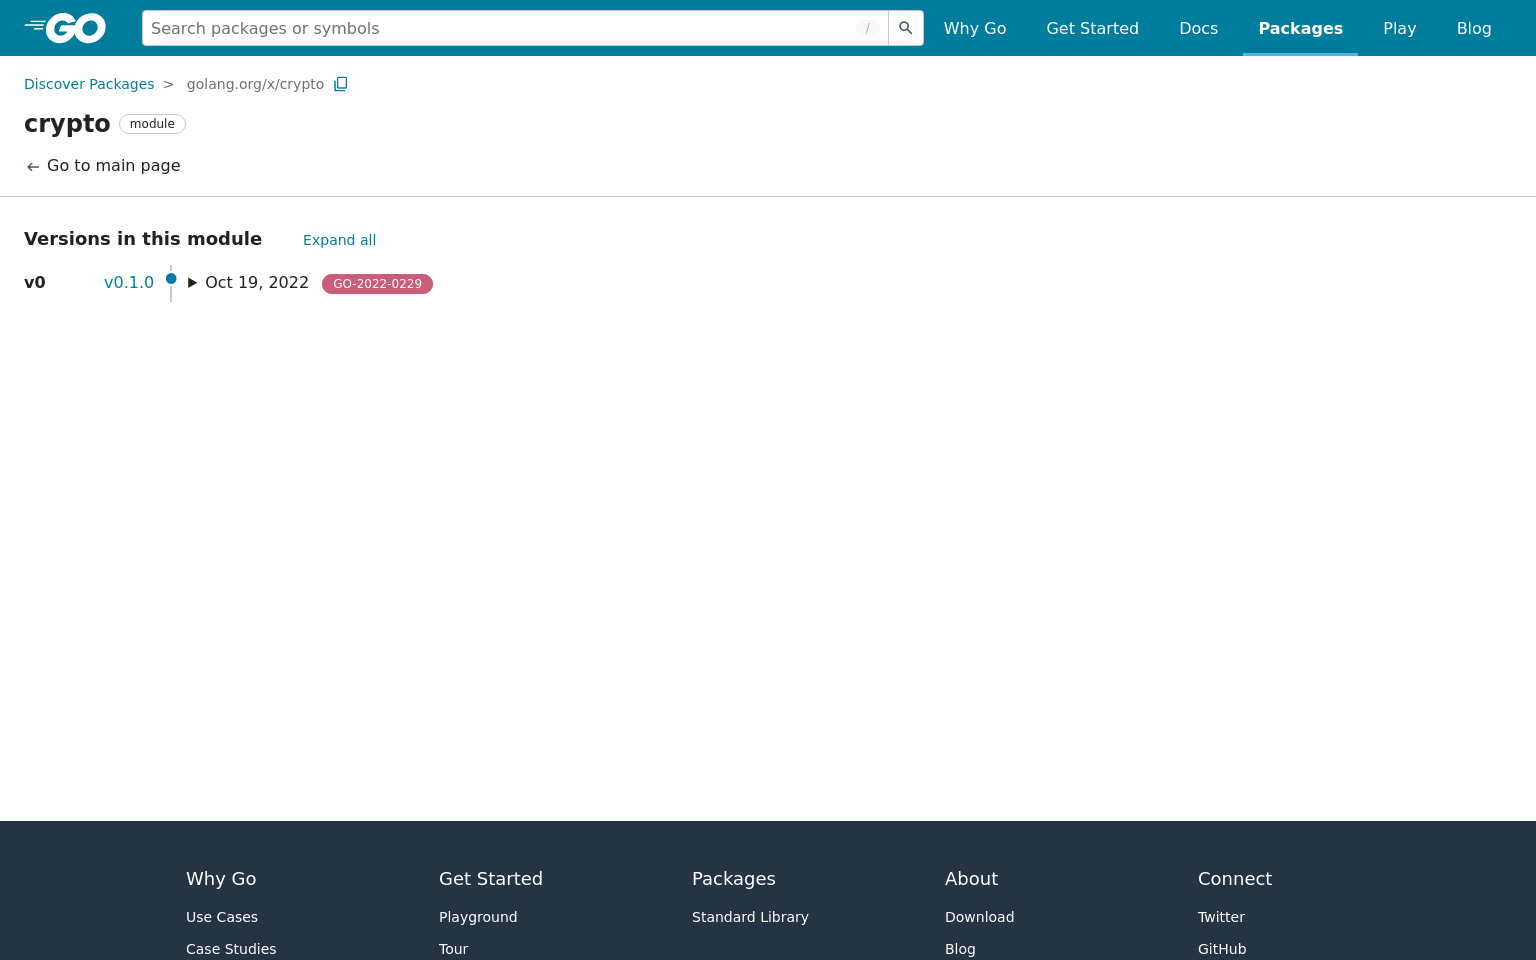 GO
Search packages or symbols /
Why Go Get Started Docs Packages Play Blog
Discover Packages > golang.org/x/crypto
crypto module
← Go to main page
Versions in this module Expand all
v0 v0.1.0 ▶ Oct 19, 2022 GO-2022-0229
Why Go Get Started Packages About Connect
Use Cases Playground Standard Library Download Twitter
Case Studies Tour Blog GitHub